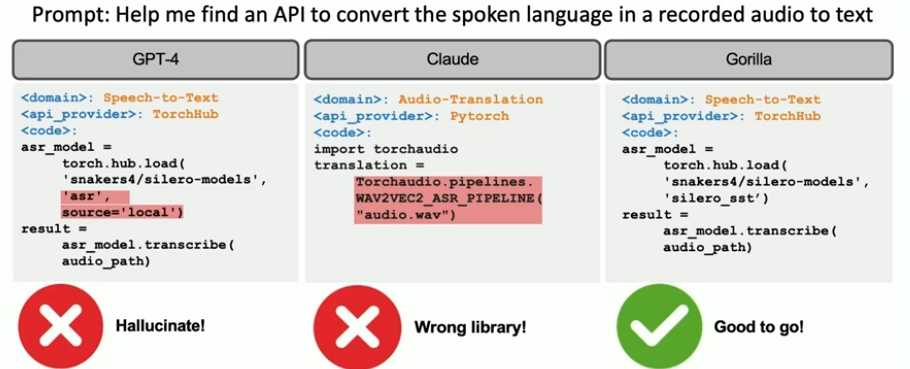 Prompt: Help me find an API to convert the spoken language in a recorded audio to text
GPT-4
<domain>: Speech-to-Text
<api_provider>: TorchHub
<code>:
asr_model =
torch.hub.load(
'snakers4/silero-models',
'asr',
source='local')
result =
asr_model.transcribe(
audio_path)
Hallucinate!
Claude
<domain>: Audio-Translation
<api_provider>: Pytorch
<code>:
import torchaudio
translation =
Torchaudio.pipelines.
WAV2VEC2_ASR_PIPELINE(
"audio.wav")
Wrong library!
Gorilla
<domain>: Speech-to-Text
<api_provider>: TorchHub
<code>:
asr_model =
torch.hub.load(
'snakers4/silero-models',
'silero_sst’)
result =
asr_model.transcribe(
audio_path)
Good to go!